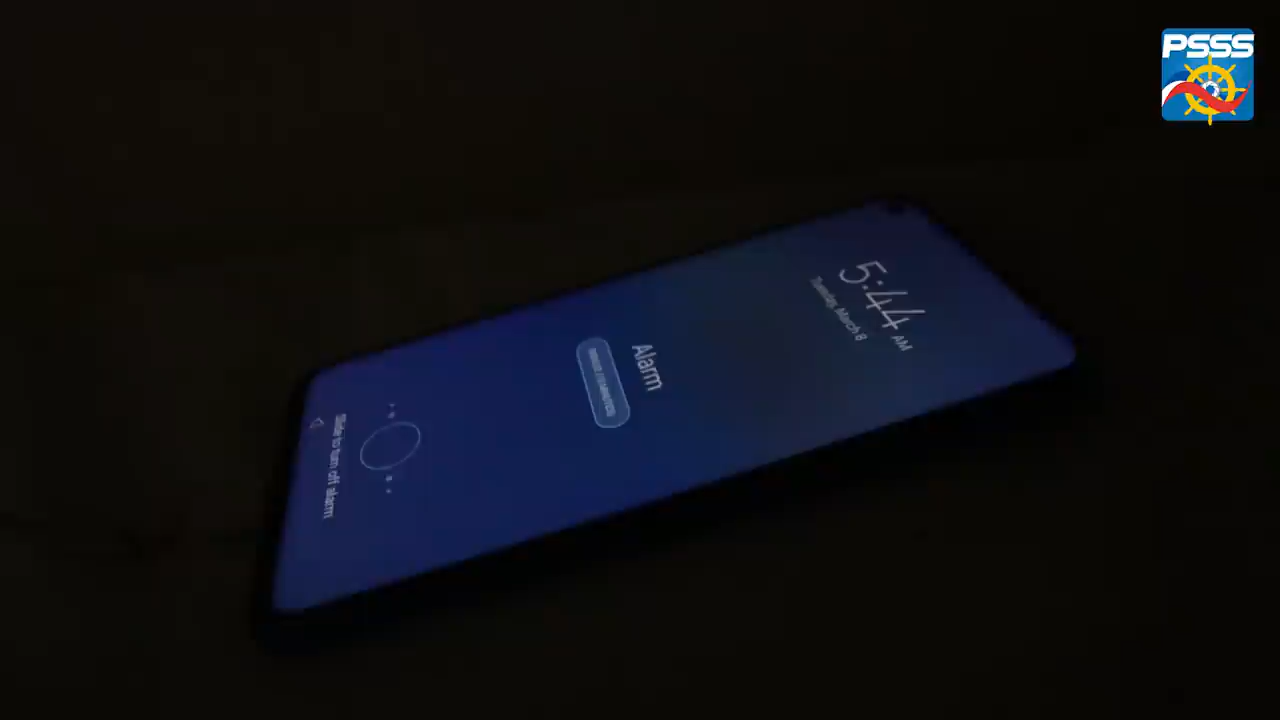 PSSS
5:44 AM
Tuesday, March 8
Alarm
Slide to turn off alarm